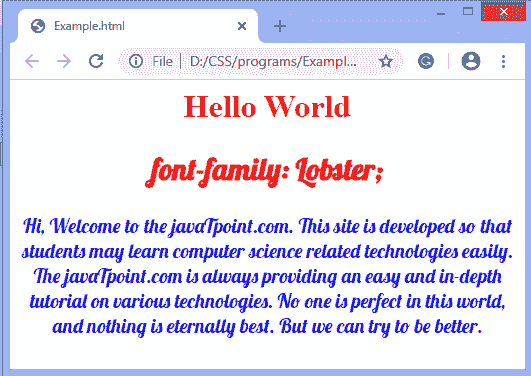 Example.html
File | D:/CSS/programs/Exampl...
Hello World
font-family: Lobster;
Hi, Welcome to the javaTpoint.com. This site is developed so that
students may learn computer science related technologies easily.
The javaTpoint.com is always providing an easy and in-depth
tutorial on various technologies. No one is perfect in this world,
and nothing is eternally best. But we can try to be better.